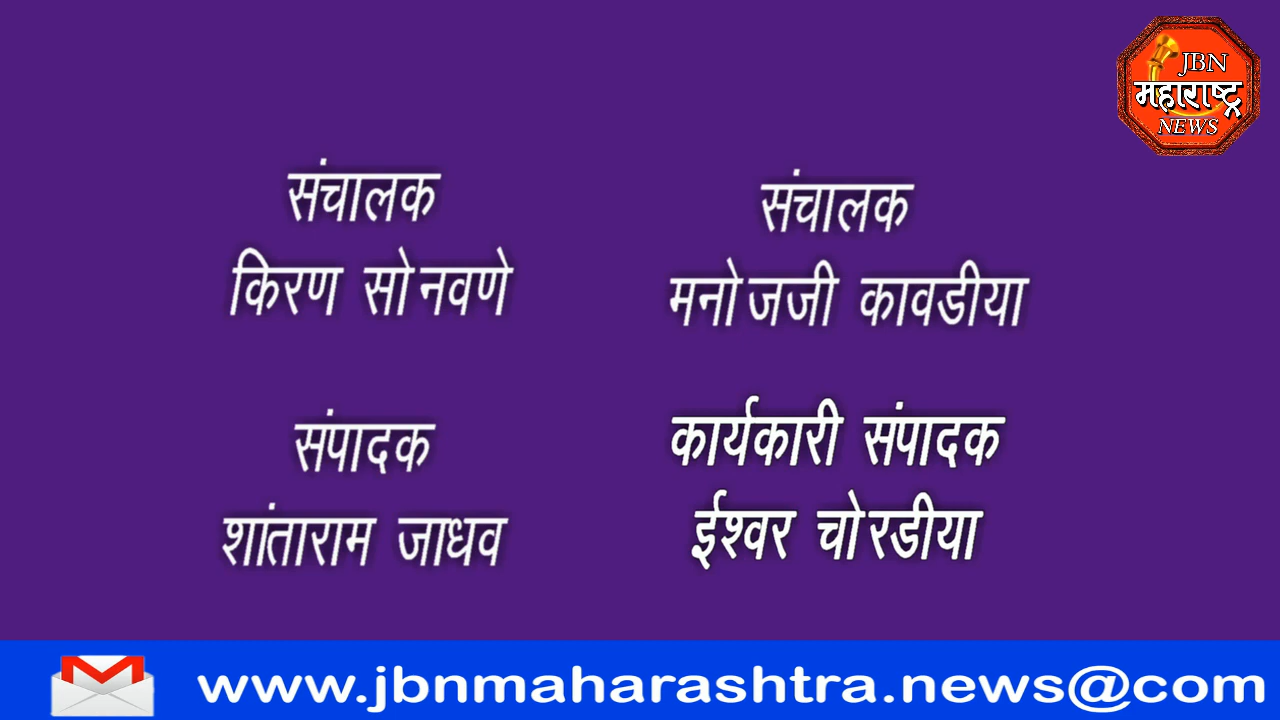 JBN
महाराष्ट्र
NEWS
संचालक
किरण सोनवणे
संचालक
मनोजजी कावडीया
संपादक
शांताराम जाधव
कार्यकारी संपादक
ईश्वर चोरडीया
www.jbnmaharashtra.news@com